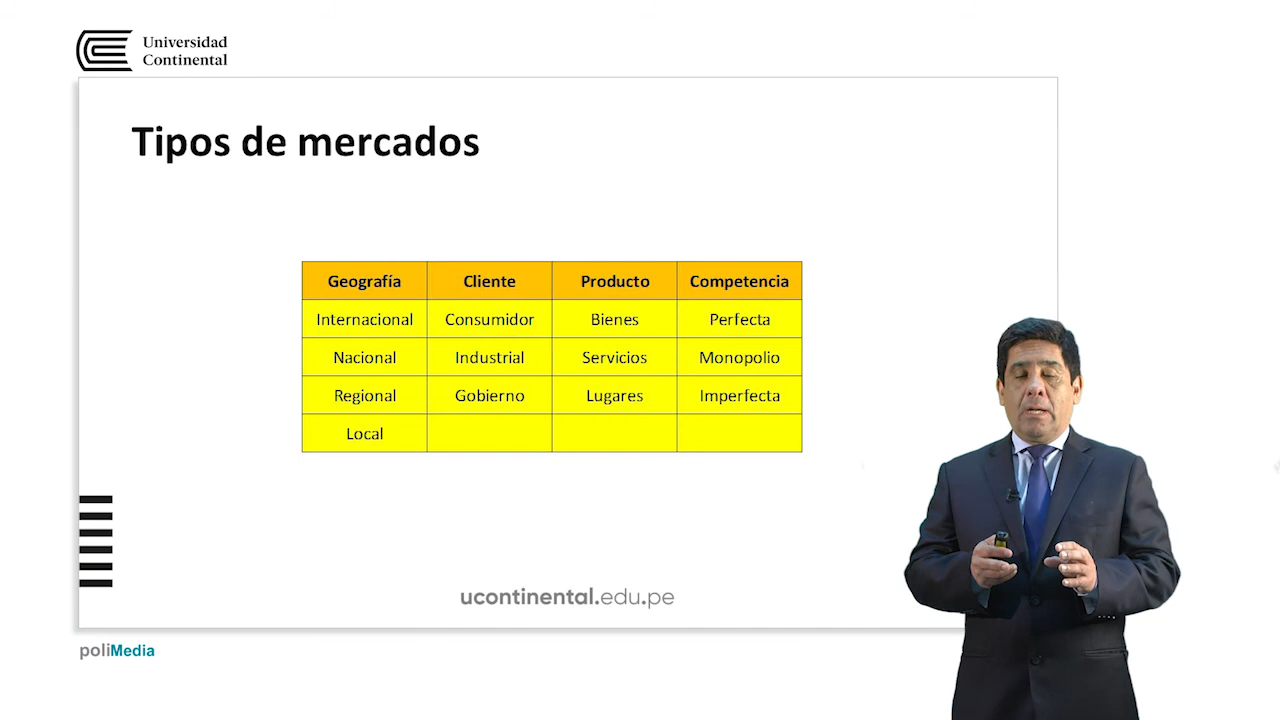 Universidad
Continental
Tipos de mercados
Geografía Cliente Producto Competencia
Internacional Consumidor Bienes Perfecta
Nacional Industrial Servicios Monopolio
Regional Gobierno Lugares Imperfecta
Local
ucontinental.edu.pe
poliMedia